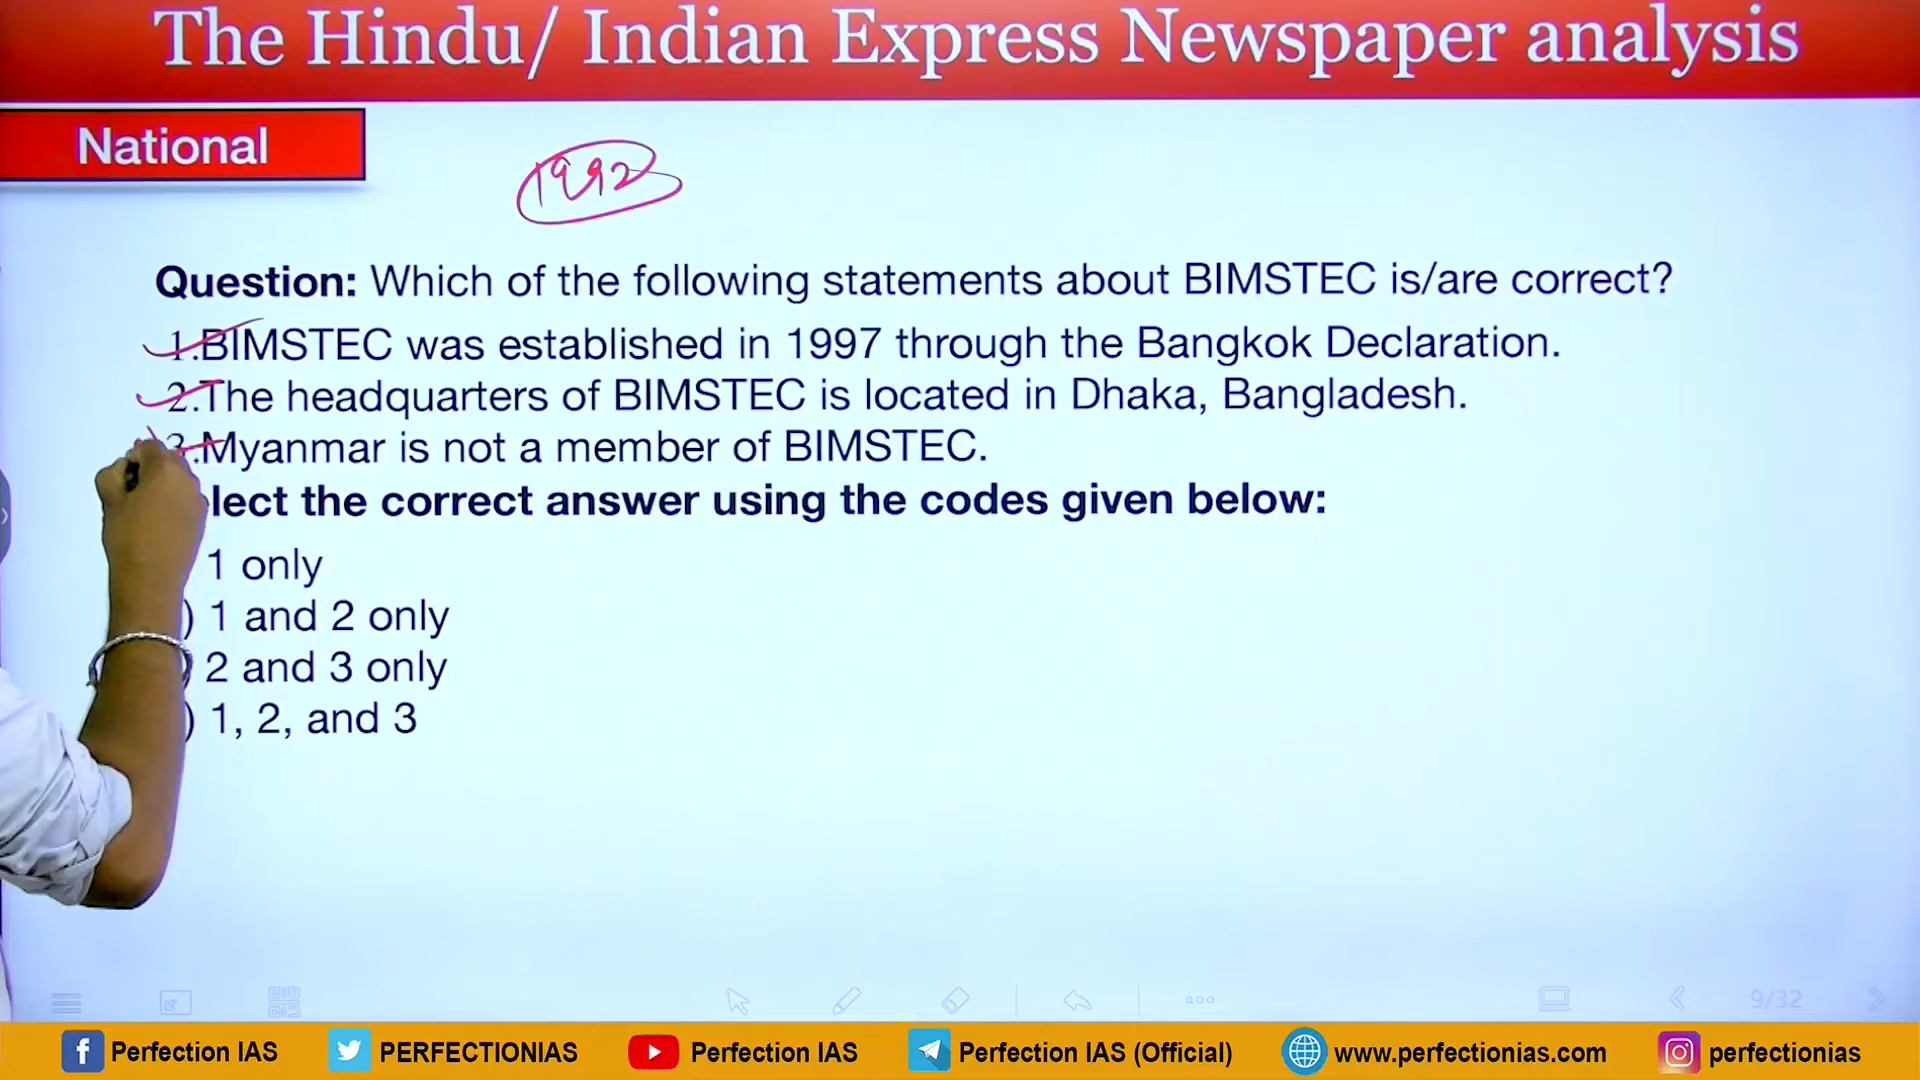 The Hindu/ Indian Express Newspaper analysis
National
1992
Question: Which of the following statements about BIMSTEC is/are correct?
1.BIMSTEC was established in 1997 through the Bangkok Declaration.
2.The headquarters of BIMSTEC is located in Dhaka, Bangladesh.
3.Myanmar is not a member of BIMSTEC.
lect the correct answer using the codes given below:
1 only
) 1 and 2 only
) 2 and 3 only
) 1, 2, and 3
9/32
Perfection IAS
PERFECTIONIAS
Perfection IAS
Perfection IAS (Official)
www.perfectionias.com
perfectionias